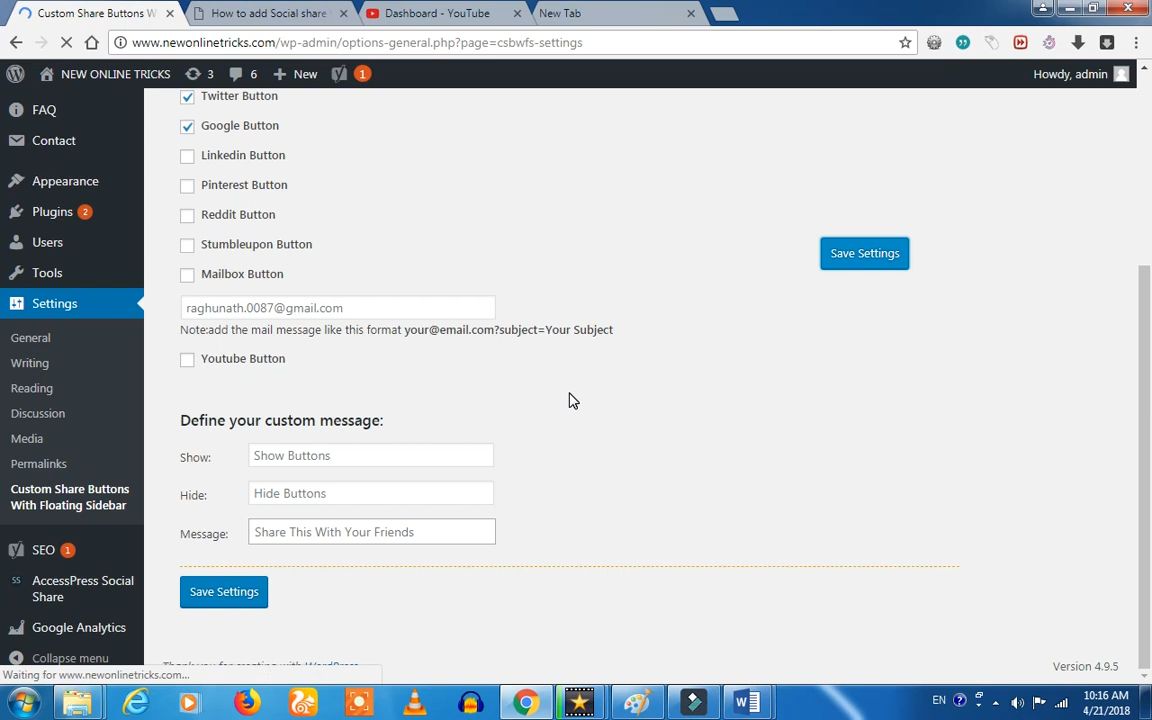 Custom Share Buttons W
How to add Social share
Dashboard - YouTube
New Tab
www.newonlinetricks.com/wp-admin/options-general.php?page=csbwfs-settings
NEW ONLINE TRICKS
3
6
New
1
Howdy, admin
FAQ
Contact
Appearance
Plugins 2
Users
Tools
Settings
General
Writing
Reading
Discussion
Media
Permalinks
Custom Share Buttons
With Floating Sidebar
SEO 1
AccessPress Social
Share
Google Analytics
Collapse menu
Twitter Button
Google Button
Linkedin Button
Pinterest Button
Reddit Button
Stumbleupon Button
Mailbox Button
raghunath.0087@gmail.com
Note:add the mail message like this format your@email.com?subject=Your Subject
Youtube Button
Save Settings
Define your custom message:
Show: Show Buttons
Hide: Hide Buttons
Message: Share This With Your Friends
Save Settings
Thank you for creating with WordPress
Version 4.9.5
Waiting for www.newonlinetricks.com...
EN
10:16 AM
4/21/2018